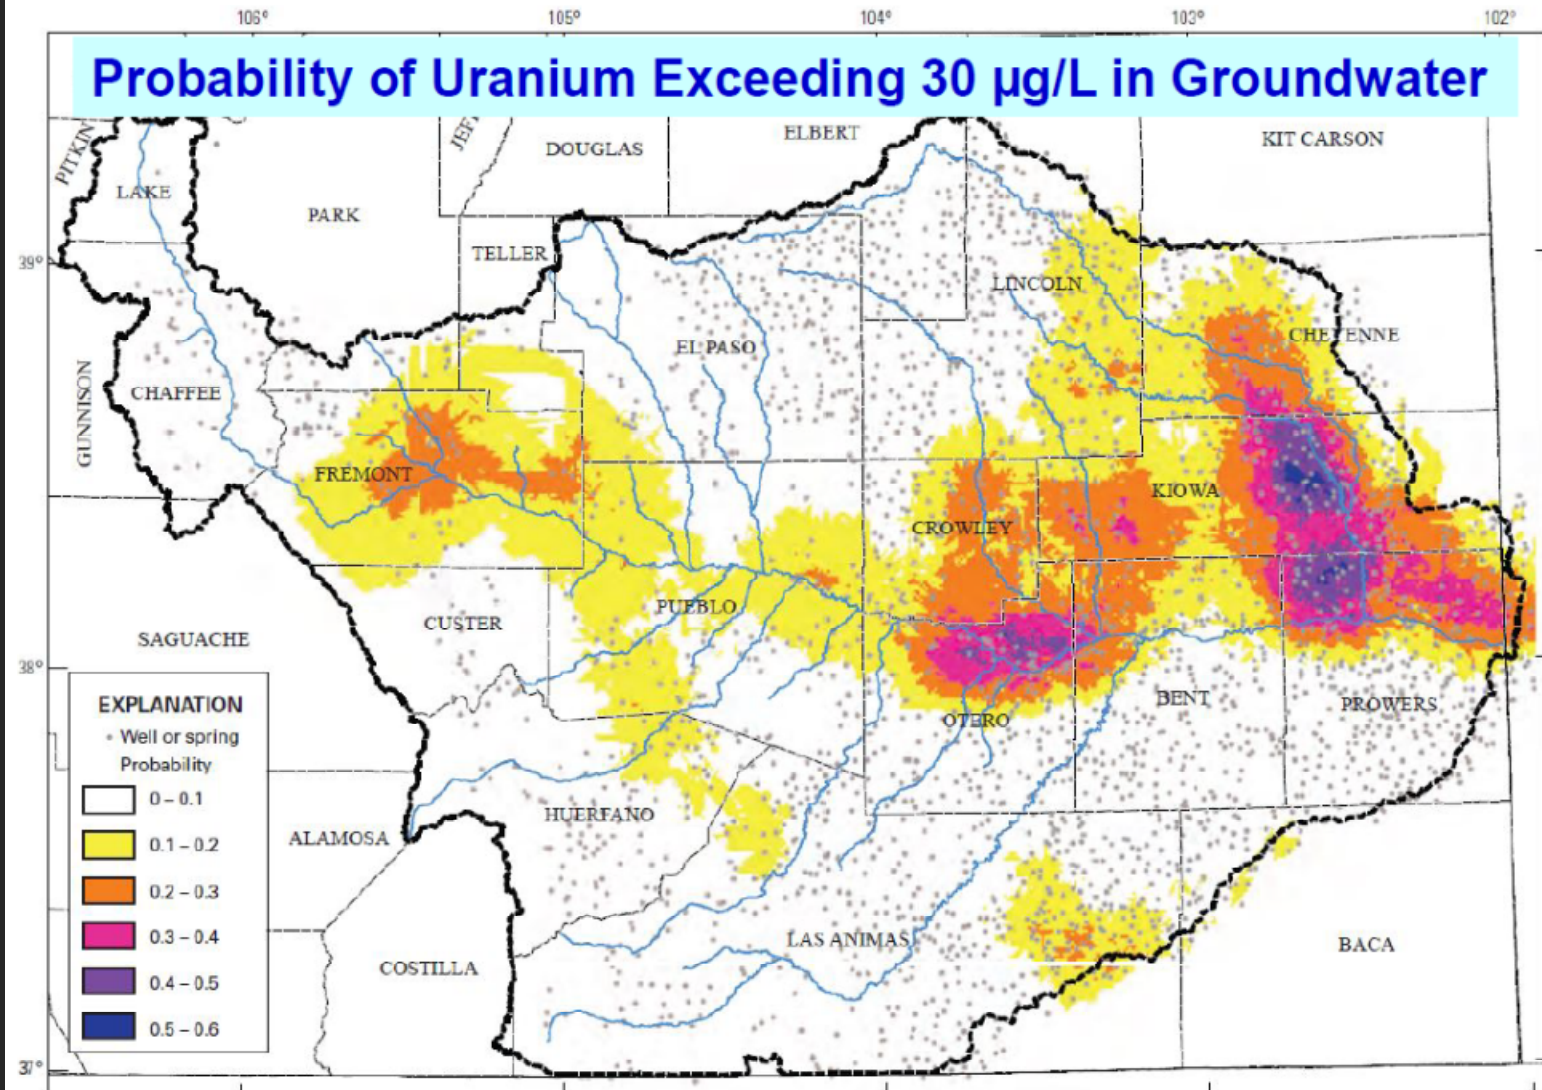 106° 105° 104° 103° 102°
Probability of Uranium Exceeding 30 µg/L in Groundwater
PITKIN
DOUGLAS
ELBERT
KIT CARSON
LAKE
PARK
TELLER
39°
LINCOLN
CHEYENNE
EL PASO
GUNNISON
CHAFFEE
FREMONT
KIOWA
CROWLEY
PUEBLO
CUSTER
SAGUACHE
38°
BENT
PROWERS
OTERO
EXPLANATION
Well or spring
Probability
0 – 0.1
0.1 – 0.2
0.2 – 0.3
0.3 – 0.4
0.4 – 0.5
0.5 – 0.6
HUERFANO
ALAMOSA
LAS ANIMAS
BACA
COSTILLA
37°